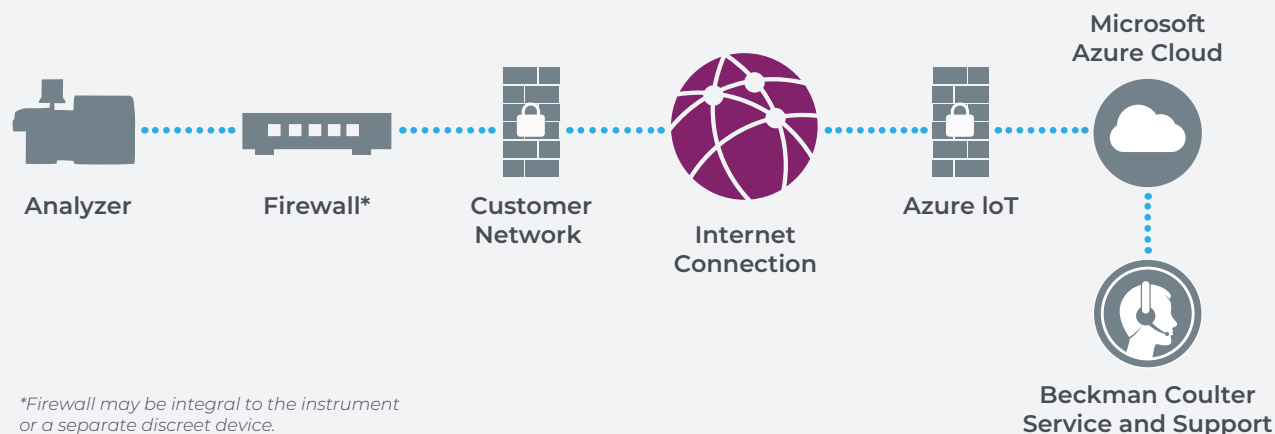 Microsoft
Azure Cloud
Analyzer
Firewall*
Customer
Network
Internet
Connection
Azure IoT
*Firewall may be integral to the instrument
or a separate discreet device.
Beckman Coulter
Service and Support